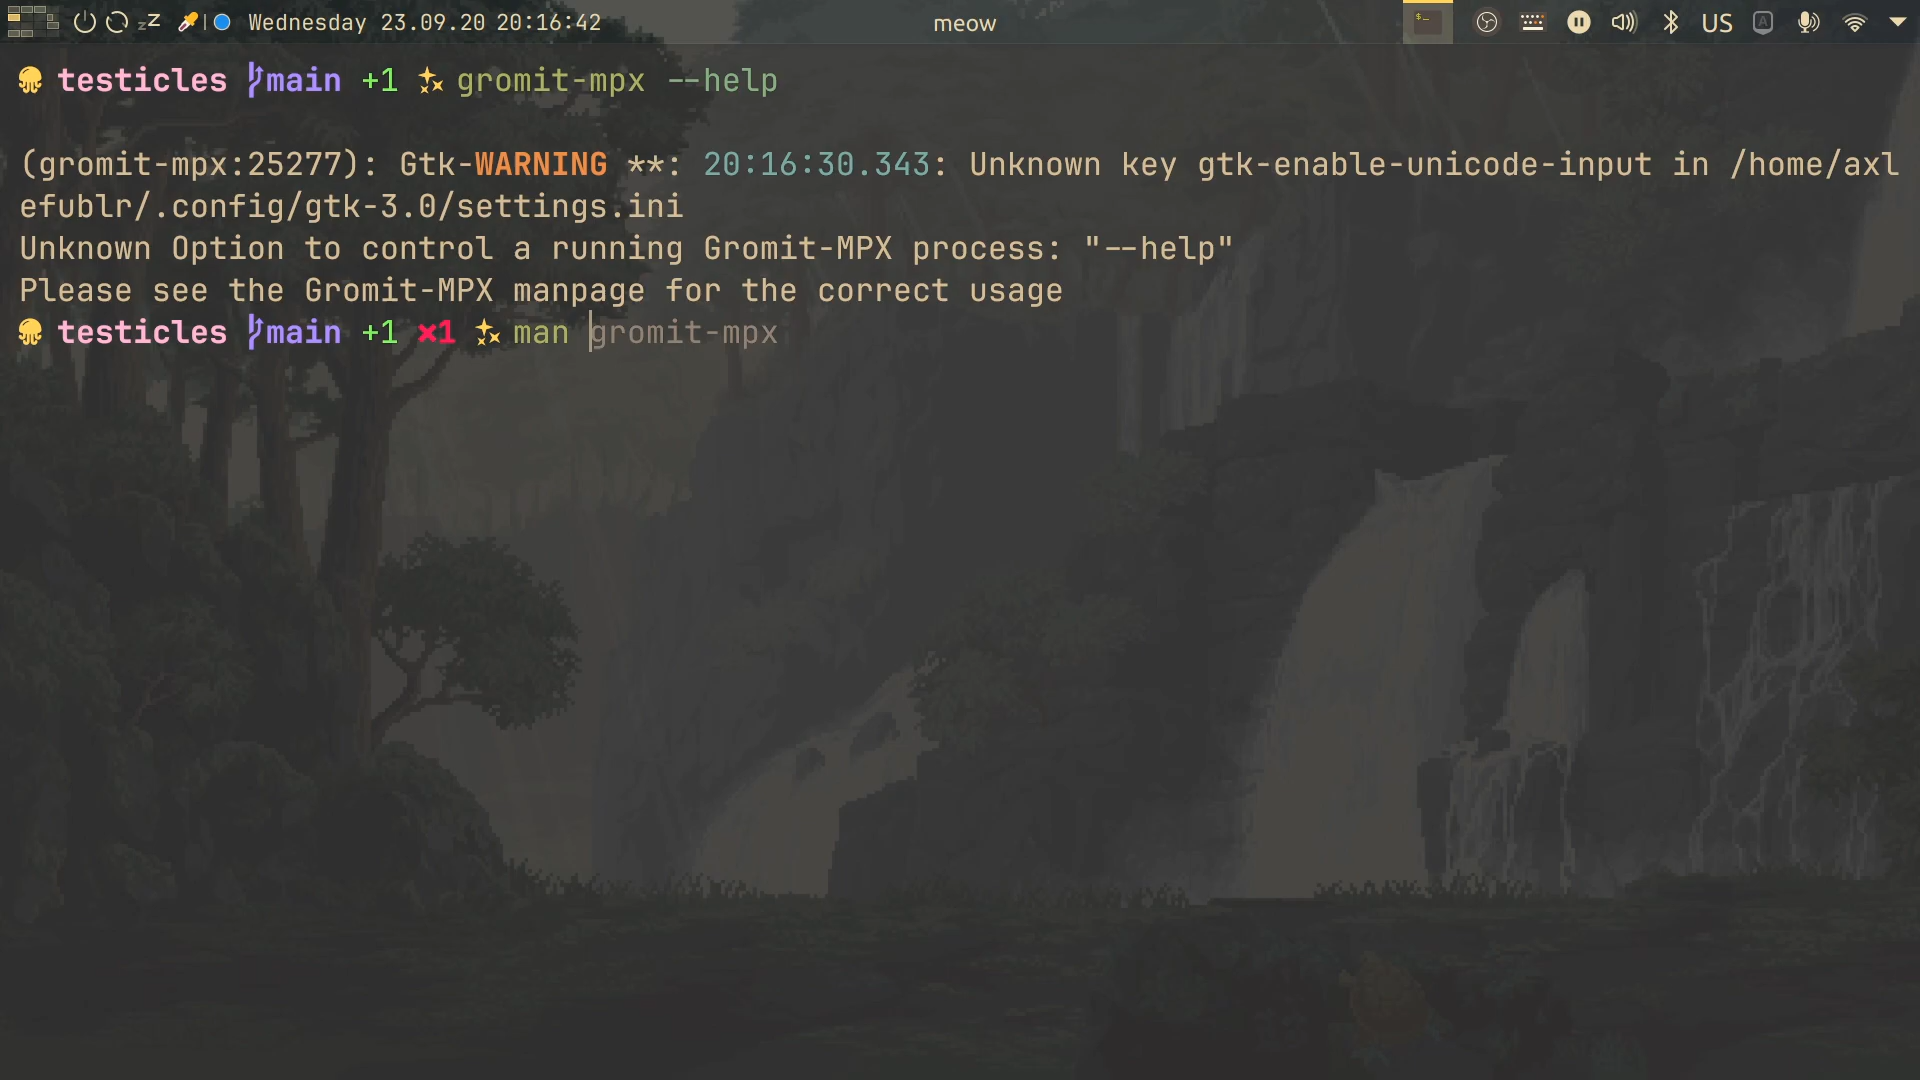 zZ | Wednesday 23.09.20 20:16:42 meow $_ US A
testicles main +1 ✨ gromit-mpx --help
(gromit-mpx:25277): Gtk-WARNING **: 20:16:30.343: Unknown key gtk-enable-unicode-input in /home/axl
efublr/.config/gtk-3.0/settings.ini
Unknown Option to control a running Gromit-MPX process: "--help"
Please see the Gromit-MPX manpage for the correct usage
testicles main +1 ×1 ✨ man gromit-mpx